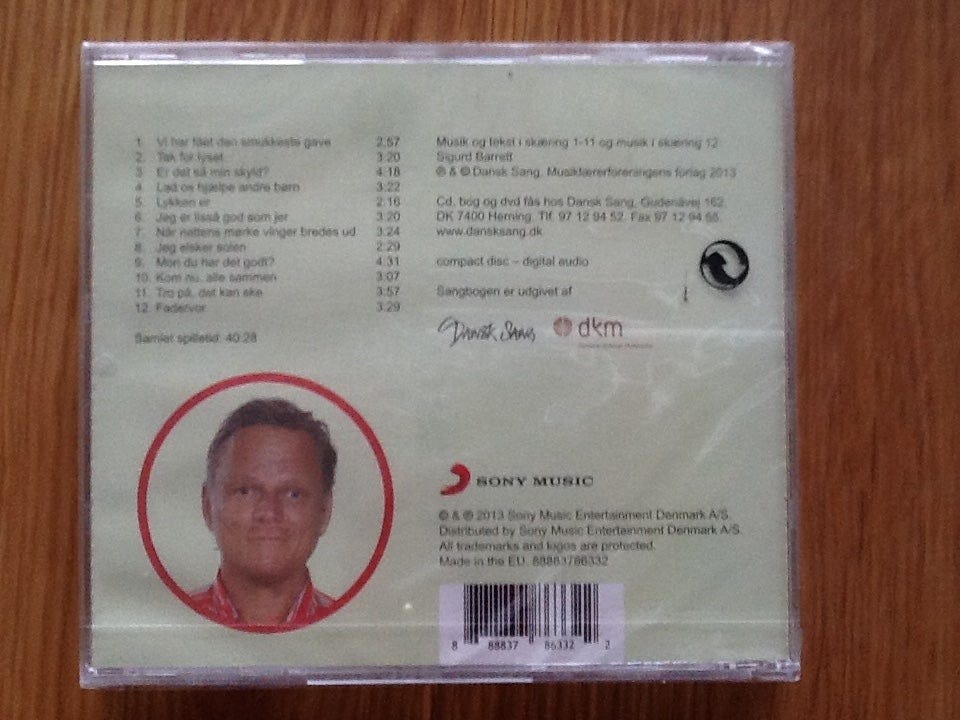 1. Vi har fået den smukkeste gave 2:57
2. Tak for lyset 3:20
3. Er det så min skyld? 4:18
4. Lad os hjælpe andre børn 3:22
5. Lykken er 2:16
6. Jeg er lisså god som jer 3:20
7. Når nattens mørke vinger bredes ud 3:24
8. Jeg elsker solen 2:29
9. Mon du har det godt? 4:31
10. Kom nu, alle sammen 3:07
11. Tro på, det kan ske 3:57
12. Fadervor 3:29
Samlet spilletid: 40:28
Musik og tekst i skæring 1-11 og musik i skæring 12
Sigurd Barrett
℗ & © Dansk Sang, Musiklærerforeningens forlag 2013
Cd, bog og dvd fås hos Dansk Sang, Gudenåvej 162,
DK 7400 Herning. Tlf. 97 12 94 52. Fax 97 12 94 56.
www.dansksang.dk
compact disc – digital audio
Sangbogen er udgivet af
DANSK SANG
dkm
SONY MUSIC
© & ℗ 2013 Sony Music Entertainment Denmark A/S.
Distributed by Sony Music Entertainment Denmark A/S.
All trademarks and logos are protected.
Made in the EU. 88883786332
8 88837 86332 2